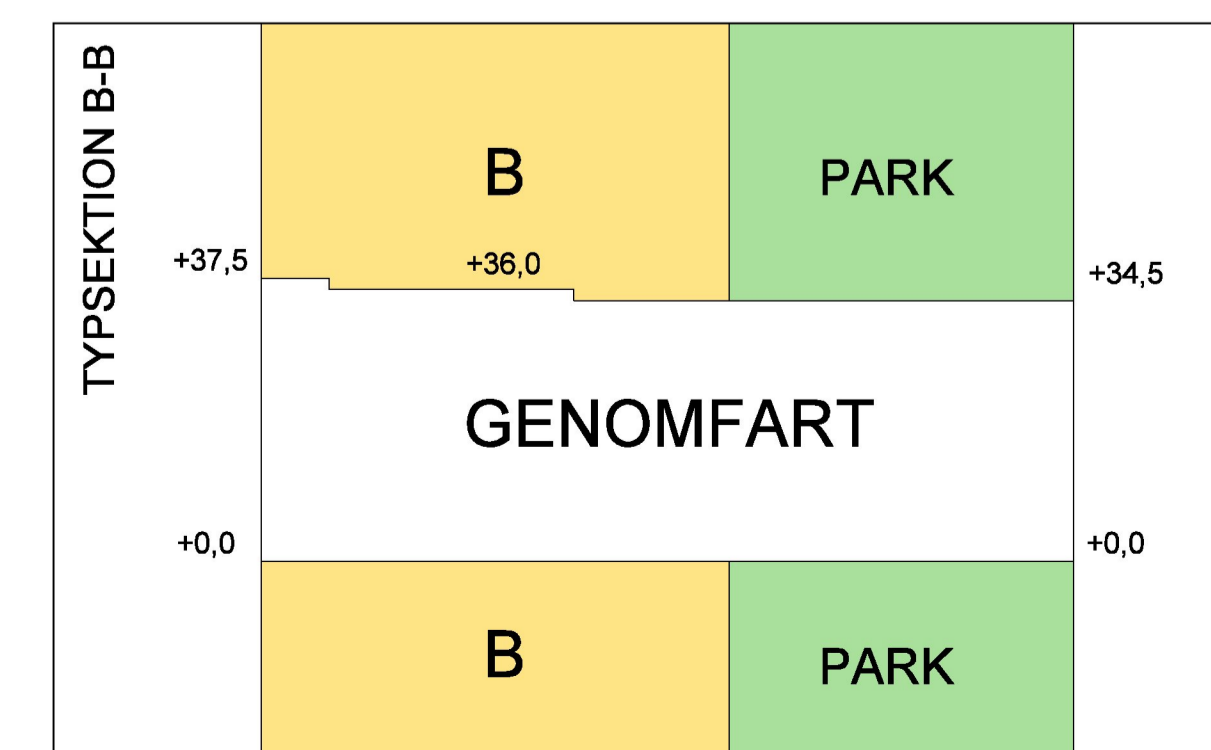 TYPSEKTION B-B
B
PARK
+37,5
+36,0
+34,5
GENOMFART
+0,0
+0,0
B
PARK